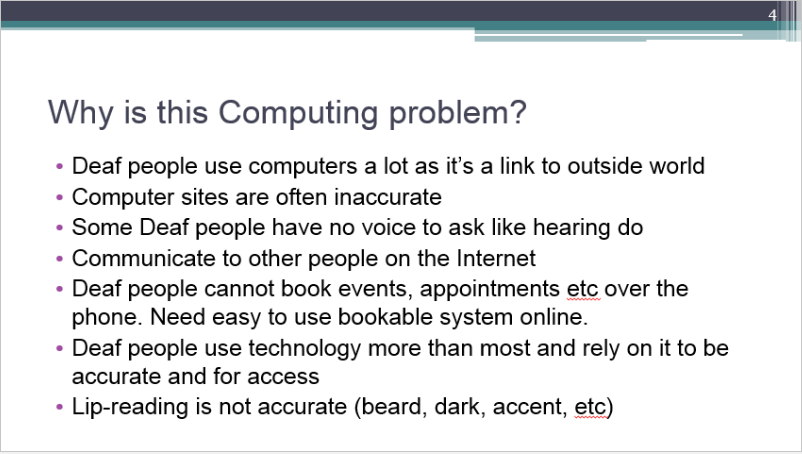 4
Why is this Computing problem?
• Deaf people use computers a lot as it's a link to outside world
• Computer sites are often inaccurate
• Some Deaf people have no voice to ask like hearing do
• Communicate to other people on the Internet
• Deaf people cannot book events, appointments etc over the
phone. Need easy to use bookable system online.
• Deaf people use technology more than most and rely on it to be
accurate and for access
• Lip-reading is not accurate (beard, dark, accent, etc)